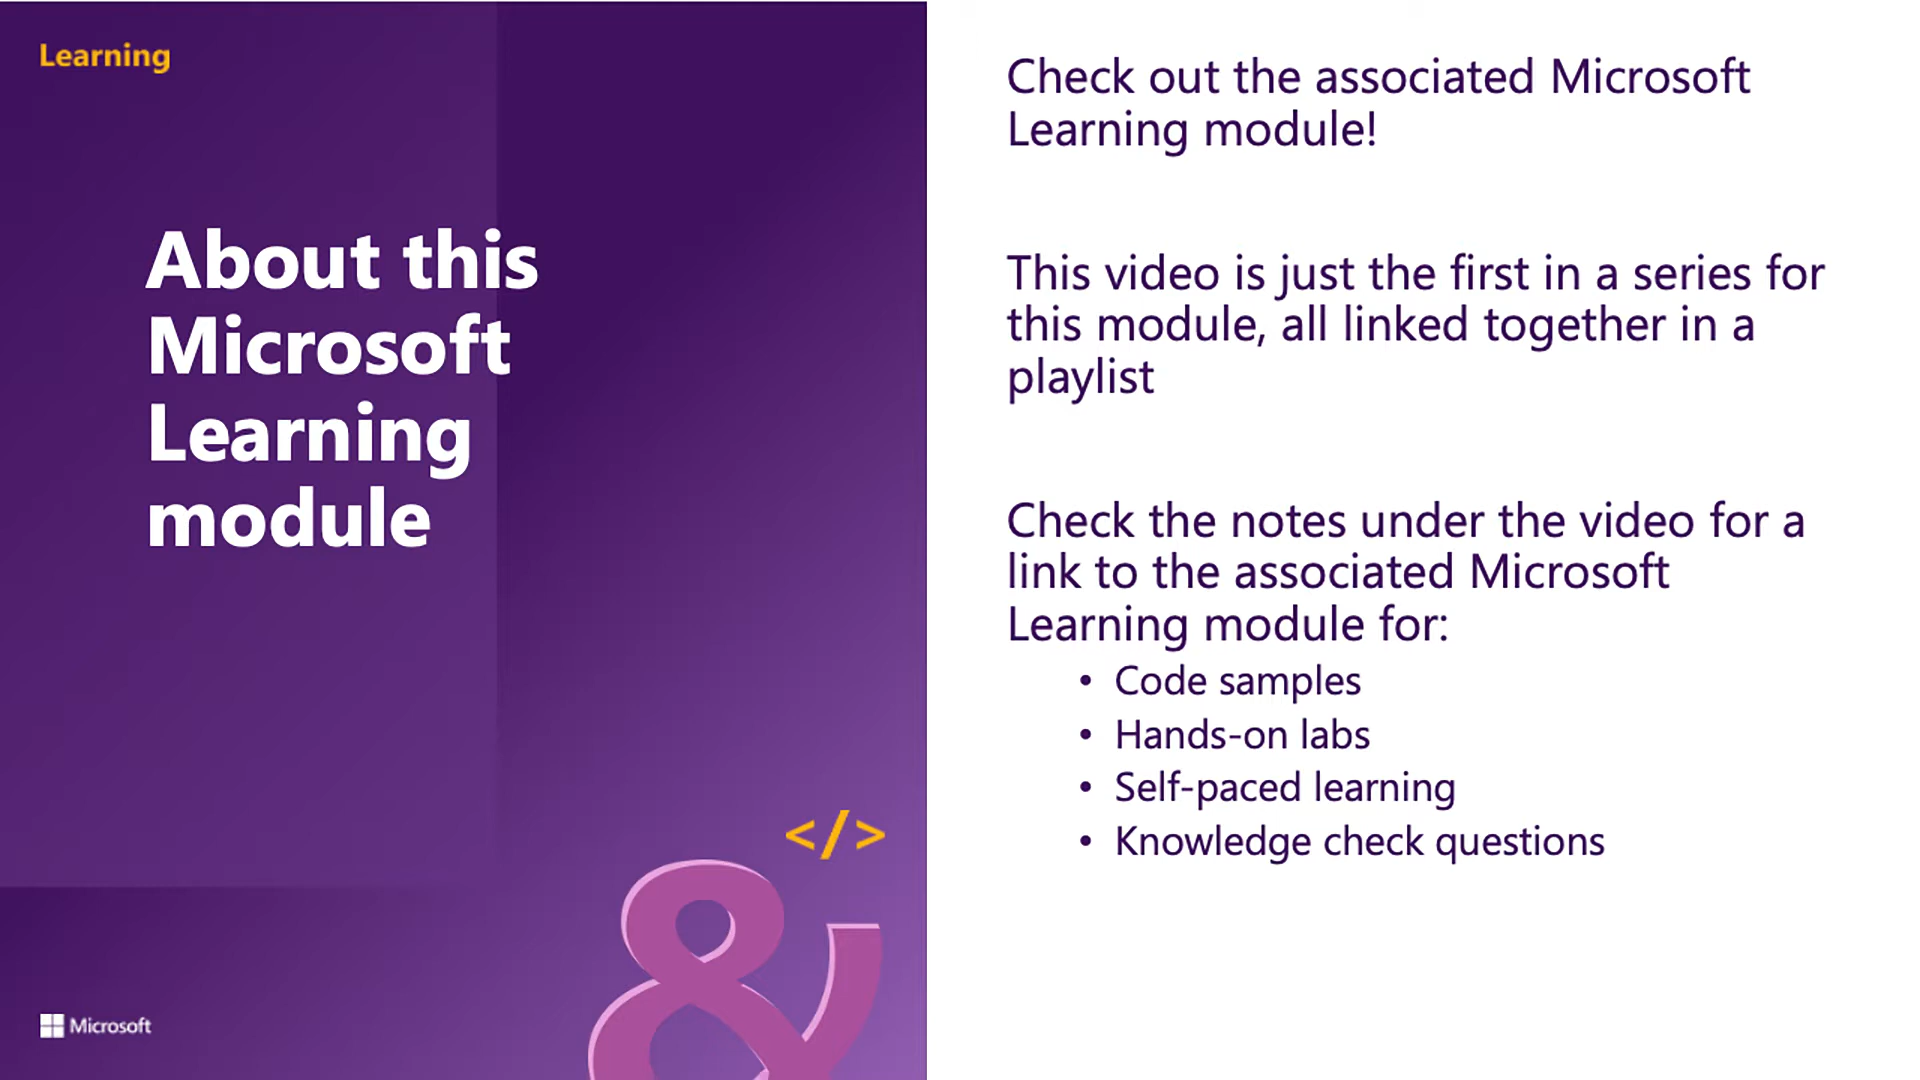 Learning
About this
Microsoft
Learning
module
</>
&
Microsoft
Check out the associated Microsoft
Learning module!
This video is just the first in a series for
this module, all linked together in a
playlist
Check the notes under the video for a
link to the associated Microsoft
Learning module for:
• Code samples
• Hands-on labs
• Self-paced learning
• Knowledge check questions